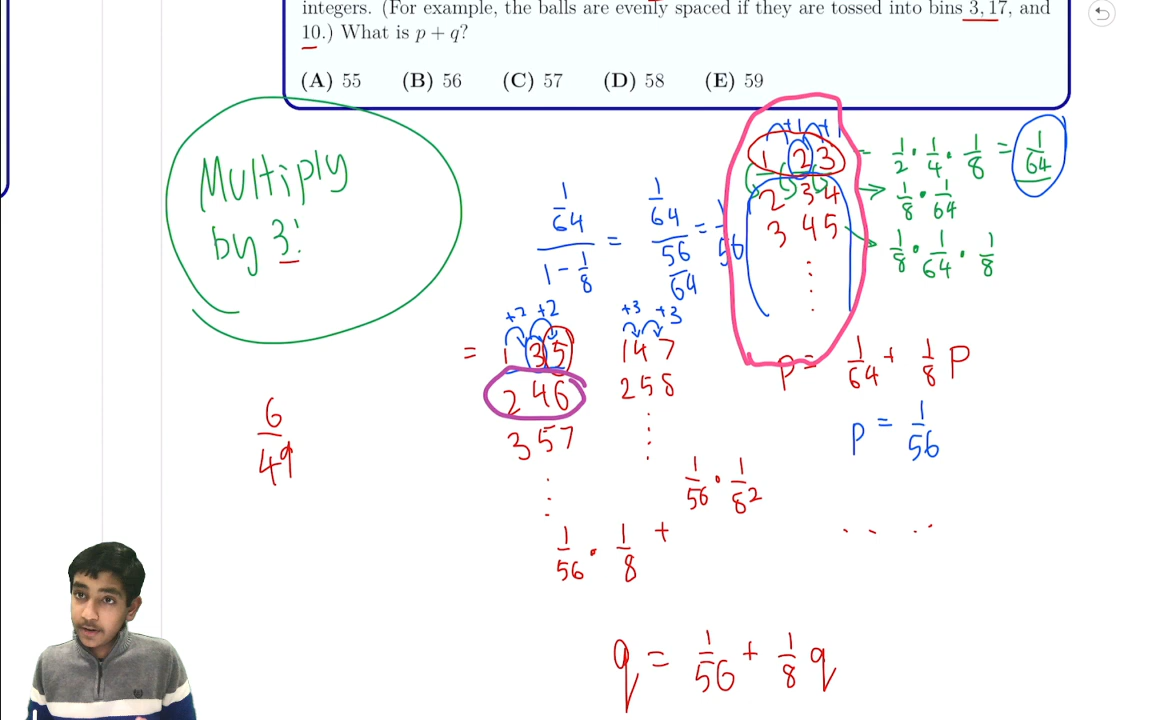 integers. (For example, the balls are evenly spaced if they are tossed into bins 3, 17, and
10.) What is p + q?
(A) 55 (B) 56 (C) 57 (D) 58 (E) 59
Multiply
by 3!
+1 +1
1 2 3 = 1/2 · 1/4 · 1/8 = 1/64
2 3 4 → 1/8 · 1/64
3 4 5 → 1/8 · 1/64 · 1/8
⋮
(1/64)/(1 - 1/8) = (1/64)/(56/64) = 1/56
+2 +2 +3 +3
= 1 3 5 1 4 7
2 4 6 2 5 8
3 5 7 ⋮
⋮
p = 1/64 + 1/8 p
p = 1/56
6/49
1/56 · 1/8 + 1/56 · 1/8² .. ..
q = 1/56 + 1/8 q